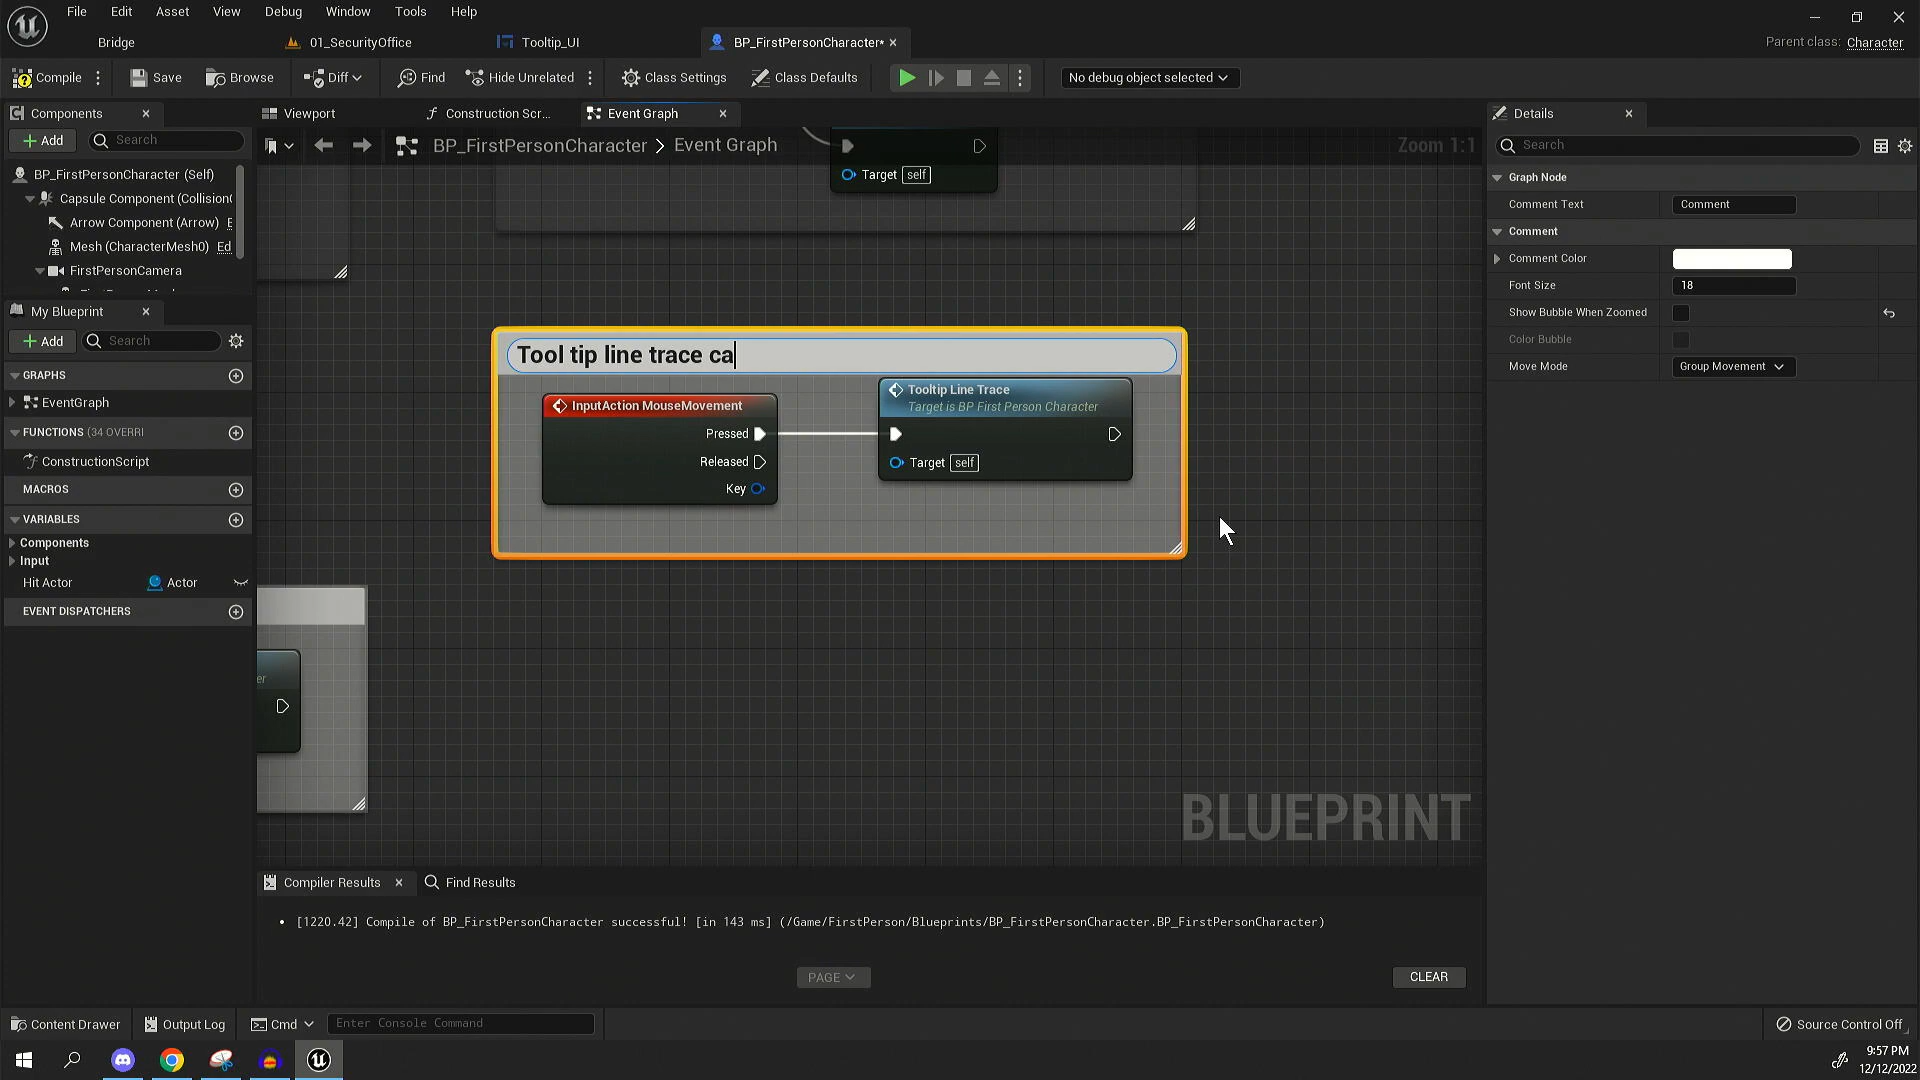 File Edit Asset View Debug Window Tools Help
Bridge 01_SecurityOffice Tooltip_UI BP_FirstPersonCharacter* Parent class: Character
Compile Save Browse Diff Find Hide Unrelated Class Settings Class Defaults No debug object selected
Components Viewport Construction Scr... Event Graph Details
Add Search BP_FirstPersonCharacter > Event Graph Zoom 1:1 Search
BP_FirstPersonCharacter (Self)
Capsule Component (Collision
Arrow Component (Arrow) E
Mesh (CharacterMesh0) Ed
FirstPersonCamera
My Blueprint
Add Search
GRAPHS
EventGraph
FUNCTIONS (34 OVERRI
ConstructionScript
MACROS
VARIABLES
Components
Input
Hit Actor Actor
EVENT DISPATCHERS
Target self
Tool tip line trace ca
InputAction MouseMovement
Pressed
Released
Key
Tooltip Line Trace
Target is BP First Person Character
Target self
er
BLUEPRINT
Graph Node
Comment Text Comment
Comment
Comment Color
Font Size 18
Show Bubble When Zoomed
Color Bubble
Move Mode Group Movement
Compiler Results Find Results
• [1220.42] Compile of BP_FirstPersonCharacter successful! [in 143 ms] (/Game/FirstPerson/Blueprints/BP_FirstPersonCharacter.BP_FirstPersonCharacter)
PAGE CLEAR
Content Drawer Output Log Cmd Enter Console Command Source Control Off
9:57 PM
12/12/2022